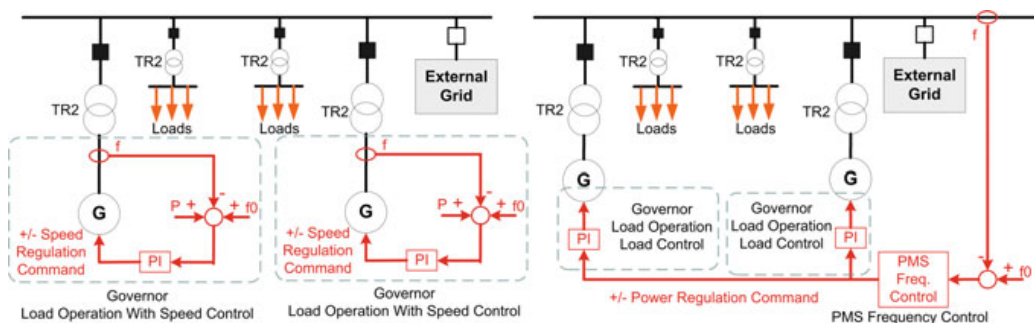 TR2
TR2
TR2
TR2
External
Grid
Loads
Loads
f
f
G
G
P + - + f0
P + - + f0
+/- Speed
Regulation
Command
PI
+/- Speed
Regulation
Command
PI
Governor
Load Operation With Speed Control
Governor
Load Operation With Speed Control
f
TR2
TR2
TR2
TR2
External
Grid
Loads
Loads
G
G
Governor
Load Operation
Load Control
PI
Governor
Load Operation
Load Control
PI
+/- Power Regulation Command
PMS
Freq.
Control
- + f0
PMS Frequency Control